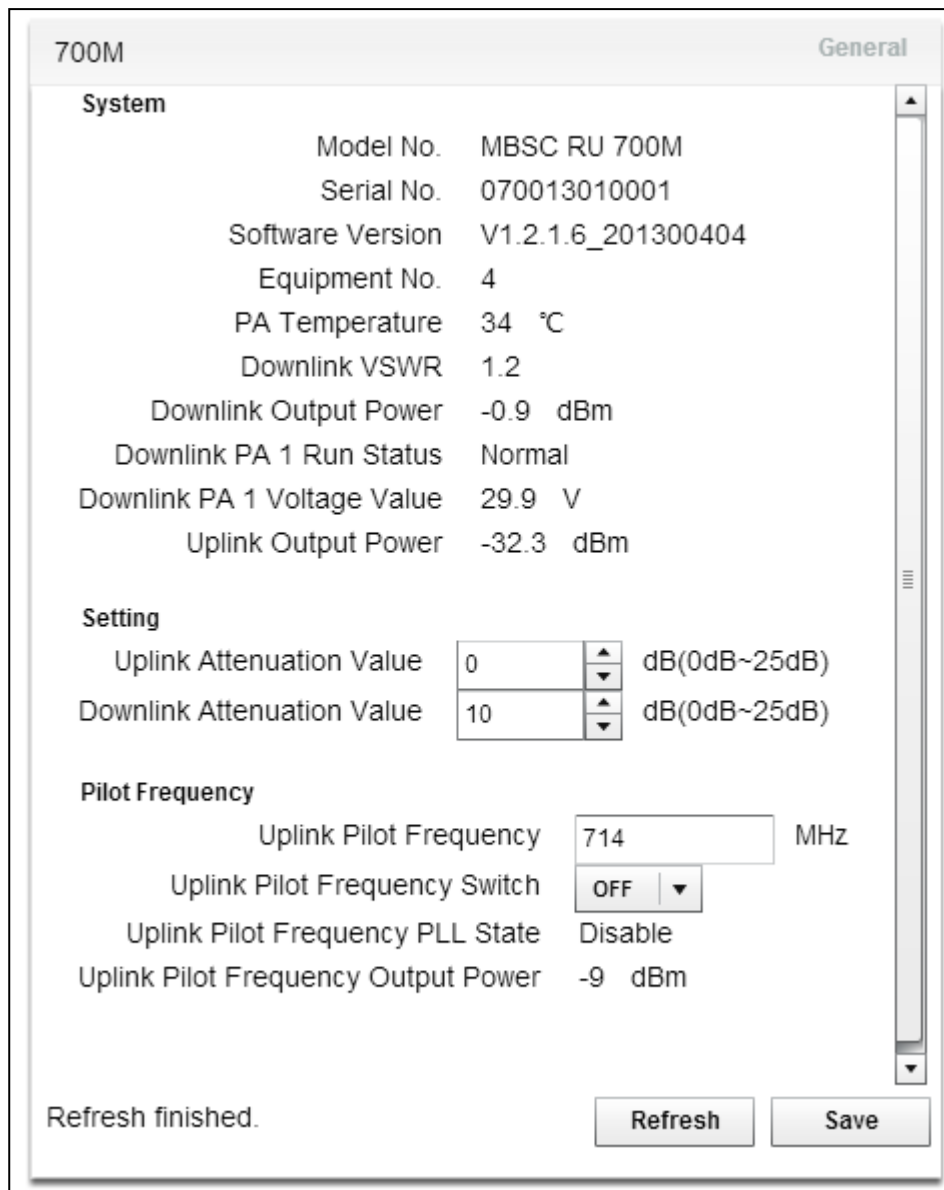 700M General
System
Model No. MBSC RU 700M
Serial No. 070013010001
Software Version V1.2.1.6_201300404
Equipment No. 4
PA Temperature 34 ℃
Downlink VSWR 1.2
Downlink Output Power -0.9 dBm
Downlink PA 1 Run Status Normal
Downlink PA 1 Voltage Value 29.9 V
Uplink Output Power -32.3 dBm
Setting
Uplink Attenuation Value 0 dB(0dB~25dB)
Downlink Attenuation Value 10 dB(0dB~25dB)
Pilot Frequency
Uplink Pilot Frequency 714 MHz
Uplink Pilot Frequency Switch OFF
Uplink Pilot Frequency PLL State Disable
Uplink Pilot Frequency Output Power -9 dBm
Refresh finished. Refresh Save